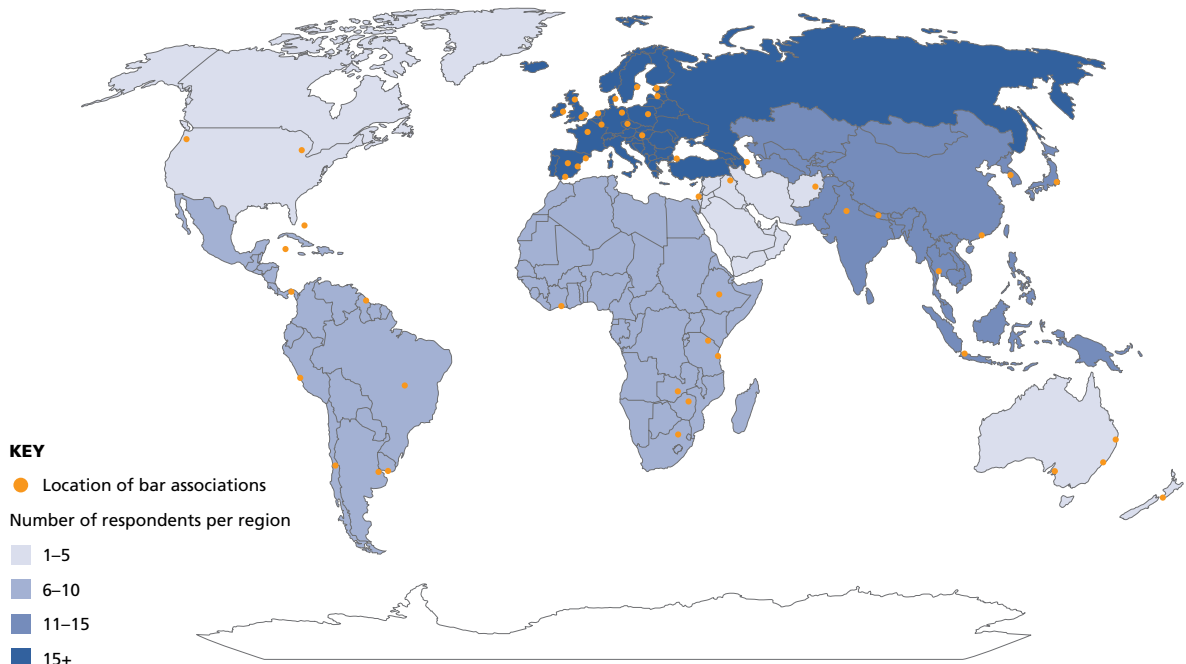 KEY
Location of bar associations
Number of respondents per region
1–5
6–10
11–15
15+